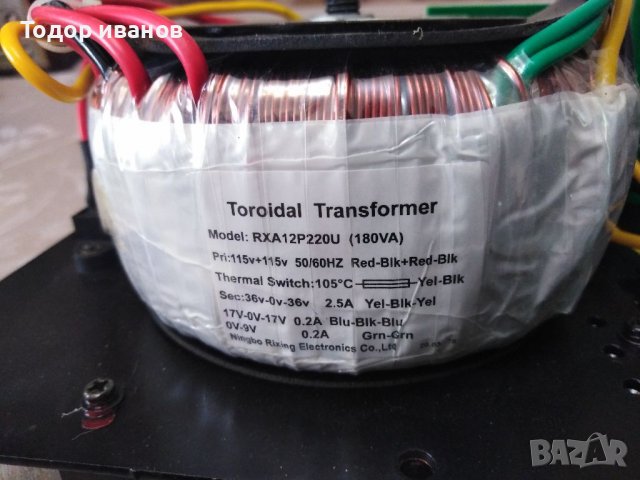 Тодор иванов
Toroidal Transformer
Model: RXA12P220U (180VA)
Pri:115v+115v 50/60HZ Red-Blk+Red-Blk
Thermal Switch:105°C Yel-Blk
Sec:36v-0v-36v 2.5A Yel-Blk-Yel
17V-0V-17V 0.2A Blu-Blk-Blu
0V-9V 0.2A Grn-Grn
Ningbo Rixing Electronics Co.,Ltd
BAZAR